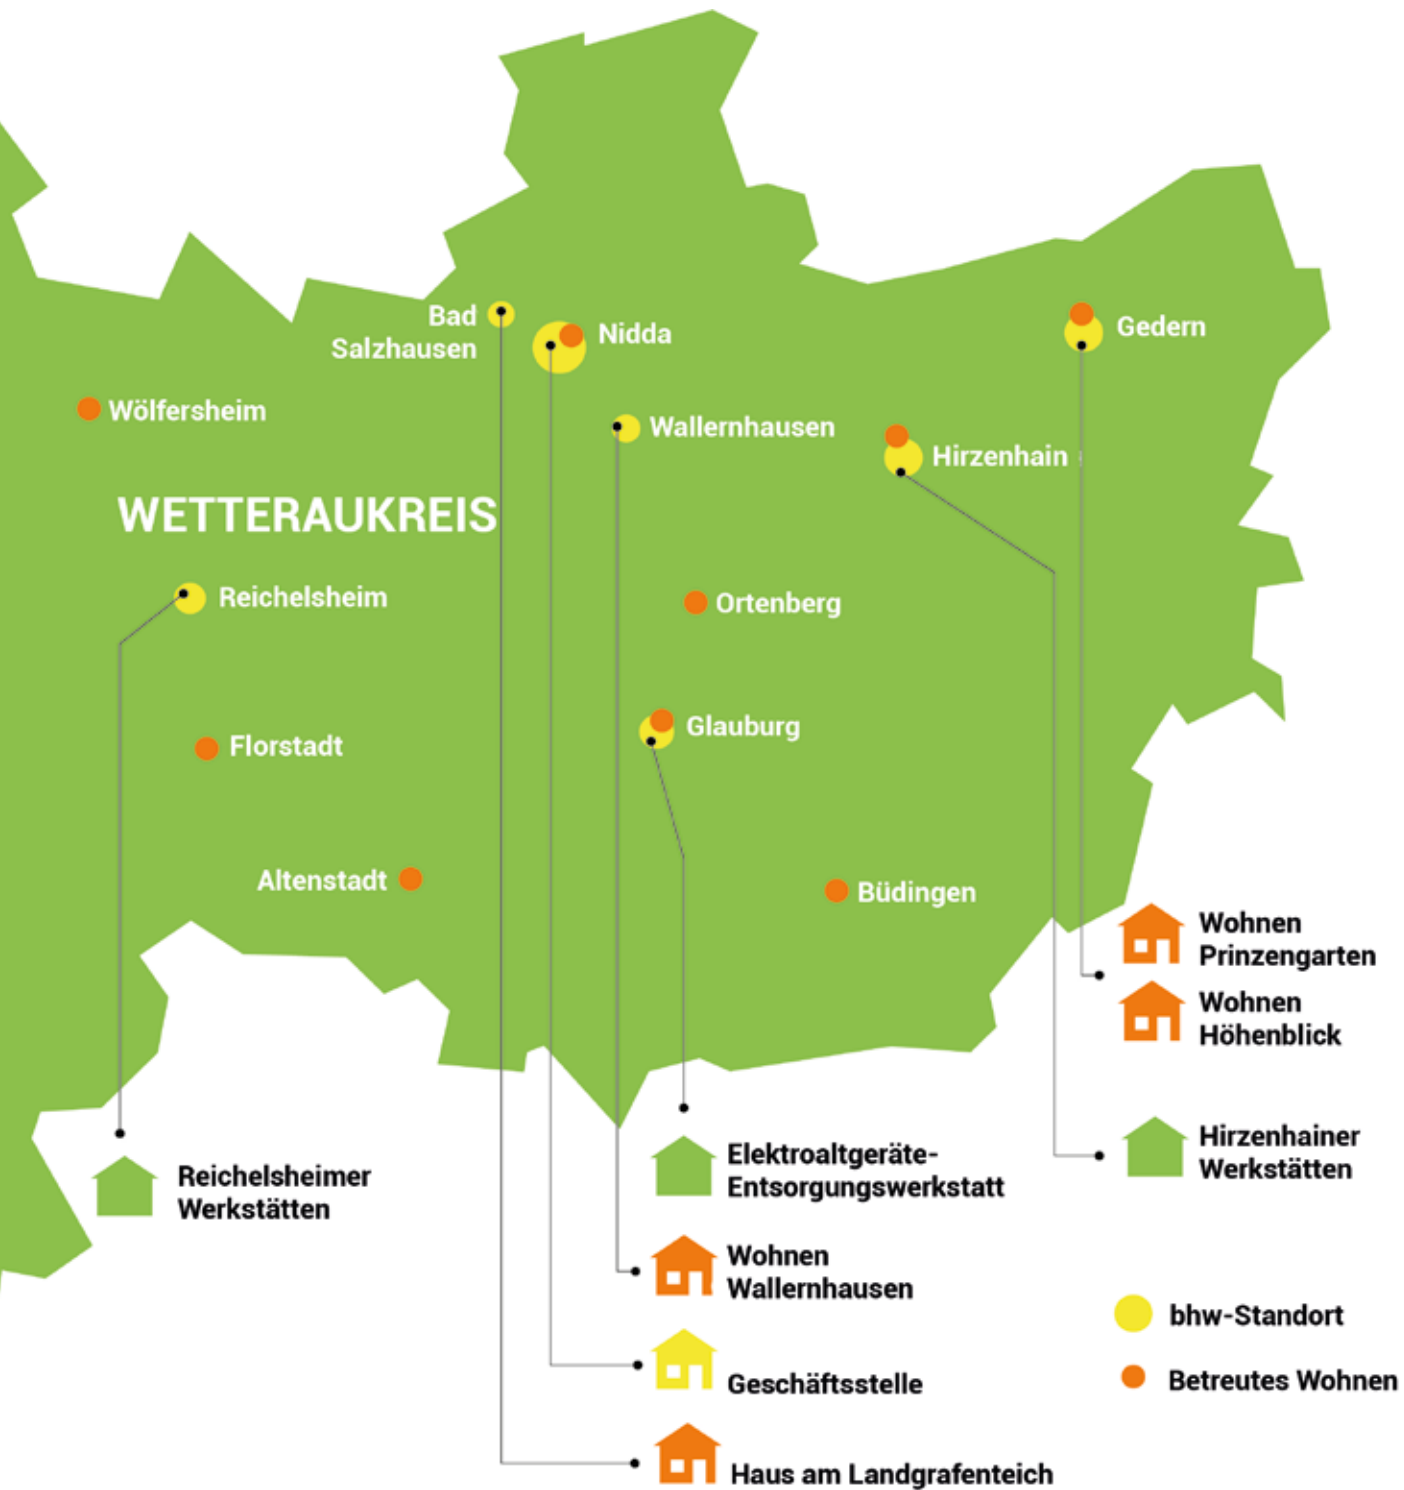 Bad
Salzhausen
Nidda
Gedern
Wölfersheim
Wallernhausen
Hirzenhain
WETTERAUKREIS
Reichelsheim
Ortenberg
Glauburg
Florstadt
Altenstadt
Büdingen
Wohnen
Prinzengarten
Wohnen
Höhenblick
Hirzenhainer
Werkstätten
Elektroaltgeräte-
Entsorgungswerkstatt
Reichelsheimer
Werkstätten
Wohnen
Wallernhausen
Geschäftsstelle
Haus am Landgrafenteich
bhw-Standort
Betreutes Wohnen